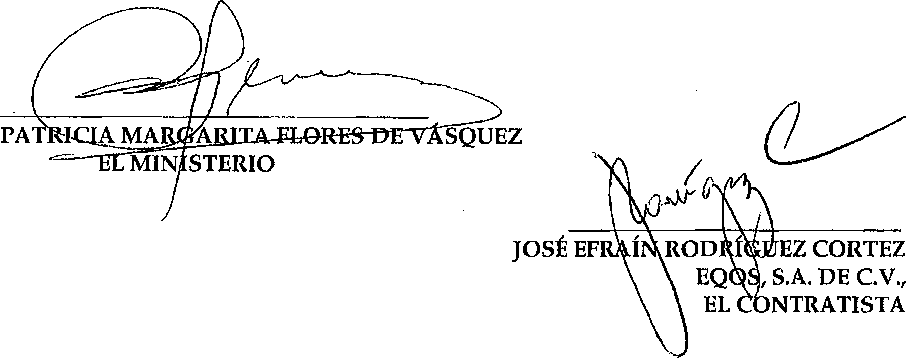 PATRICIA MARGARITA FLORES DE VÁSQUEZ
EL MINISTERIO
JOSÉ EFRAÍN RODRÍGUEZ CORTEZ
EQOS, S.A. DE C.V.,
EL CONTRATISTA